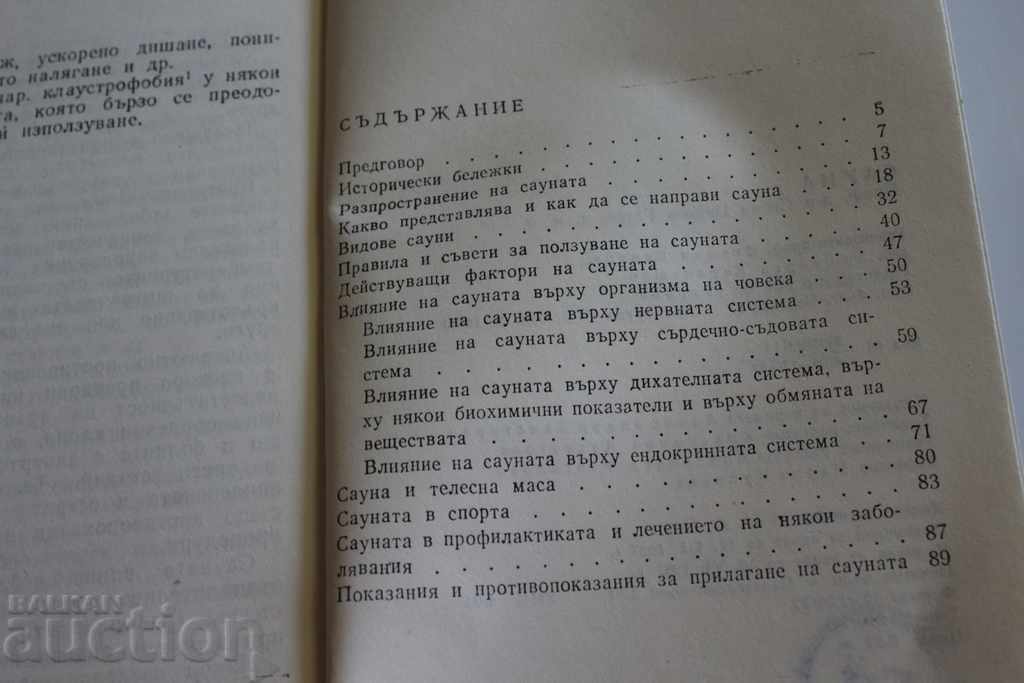 ж, ускорено дишане, пони-
то налягане и др.
нар. клаустрофобия¹ у някои
та, която бързо се преодо-
използуване.
СЪДЪРЖАНИЕ
Предговор . . . . . . . . . . . . . . 5
Исторически бележки . . . . . . . . . . 7
Разпространение на сауната . . . . . . . . 13
Какво представлява и как да се направи сауна . . . 18
Видове сауни . . . . . . . . . . . . . 32
Правила и съвети за ползуване на сауната . . . . . 40
Действуващи фактори на сауната . . . . . . . 47
Влияние на сауната върху организма на човека . . . 50
Влияние на сауната върху нервната система . . . 53
Влияние на сауната върху сърдечно-съдовата си-
стема . . . . . . . . . . . . . . 59
Влияние на сауната върху дихателната система, вър-
ху някои биохимични показатели и върху обмяната на
веществата . . . . . . . . . . . . . 67
Влияние на сауната върху ендокринната система . . 71
Сауна и телесна маса . . . . . . . . . . 80
Сауната в спорта . . . . . . . . . . . . 83
Сауната в профилактиката и лечението на някои забо-
лявания . . . . . . . . . . . . . . . 87
Показания и противопоказания за прилагане на сауната 89
BALKAN
auction